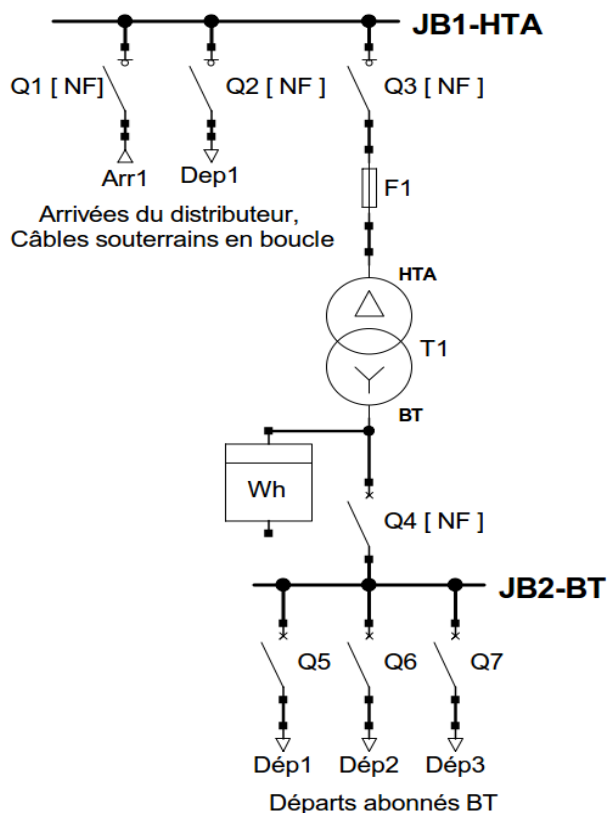 JB1-HTA
Q1 [ NF]
Q2 [ NF ]
Q3 [ NF ]
Arr1
Dep1
F1
Arrivées du distributeur,
Câbles souterrains en boucle
HTA
T1
BT
Wh
Q4 [ NF ]
JB2-BT
Q5
Q6
Q7
Dép1
Dép2
Dép3
Départs abonnés BT